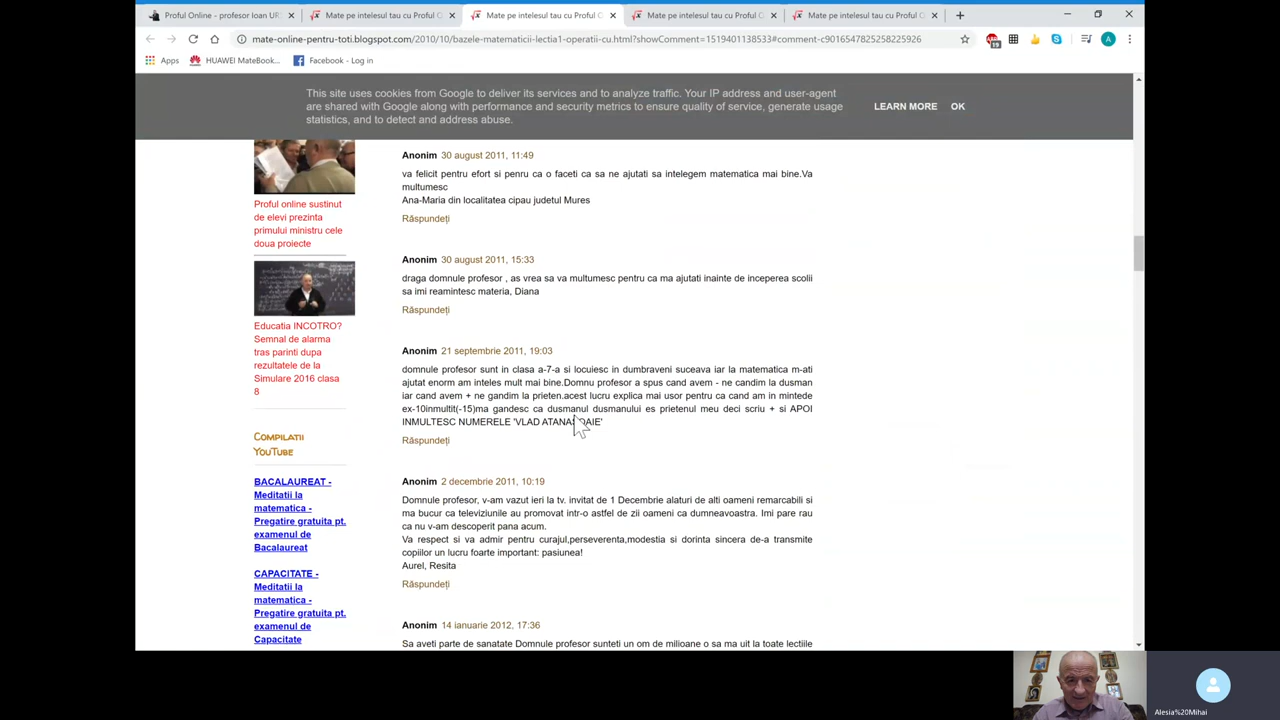 Proful Online - profesor Ioan UR
Mate pe intelesul tau cu Proful O
Mate pe intelesul tau cu Proful O
Mate pe intelesul tau cu Proful O
Mate pe intelesul tau cu Proful O
mate-online-pentru-toti.blogspot.com/2010/10/bazele-matematicii-lectia1-operatii-cu.html?showComment=1519401138533#comment-c9016547825258225926
19
A
Apps
HUAWEI MateBook...
Facebook - Log in
This site uses cookies from Google to deliver its services and to analyze traffic. Your IP address and user-agent
are shared with Google along with performance and security metrics to ensure quality of service, generate usage
statistics, and to detect and address abuse.
LEARN MORE
OK
Proful online sustinut
de elevi prezinta
primului ministru cele
doua proiecte
Educatia INCOTRO?
Semnal de alarma
tras parinti dupa
rezultatele de la
Simulare 2016 clasa
8
Compilatii
YouTube
BACALAUREAT -
Meditatii la
matematica -
Pregatire gratuita pt.
examenul de
Bacalaureat
CAPACITATE -
Meditatii la
matematica -
Pregatire gratuita pt.
examenul de
Capacitate
Anonim 30 august 2011, 11:49
va felicit pentru efort si penru ca o faceti ca sa ne ajutati sa intelegem matematica mai bine.Va
multumesc
Ana-Maria din localitatea cipau judetul Mures
Răspundeți
Anonim 30 august 2011, 15:33
draga domnule profesor , as vrea sa va multumesc pentru ca ma ajutati inainte de inceperea scolii
sa imi reamintesc materia, Diana
Răspundeți
Anonim 21 septembrie 2011, 19:03
domnule profesor sunt in clasa a-7-a si locuiesc in dumbraveni suceava iar la matematica m-ati
ajutat enorm am inteles mult mai bine.Domnu profesor a spus cand avem - ne candim la dusman
iar cand avem + ne gandim la prieten.acest lucru explica mai usor pentru ca cand am in mintede
ex-10inmultit(-15)ma gandesc ca dusmanul dusmanului es prietenul meu deci scriu + si APOI
INMULTESC NUMERELE 'VLAD ATANASOAIE'
Răspundeți
Anonim 2 decembrie 2011, 10:19
Domnule profesor, v-am vazut ieri la tv. invitat de 1 Decembrie alaturi de alti oameni remarcabili si
ma bucur ca televiziunile au promovat intr-o astfel de zii oameni ca dumneavoastra. Imi pare rau
ca nu v-am descoperit pana acum.
Va respect si va admir pentru curajul,perseverenta,modestia si dorinta sincera de-a transmite
copiilor un lucru foarte important: pasiunea!
Aurel, Resita
Răspundeți
Anonim 14 ianuarie 2012, 17:36
Sa aveti parte de sanatate Domnule profesor sunteti un om de milioane o sa ma uit la toate lectiile
Alesia%20Mihai